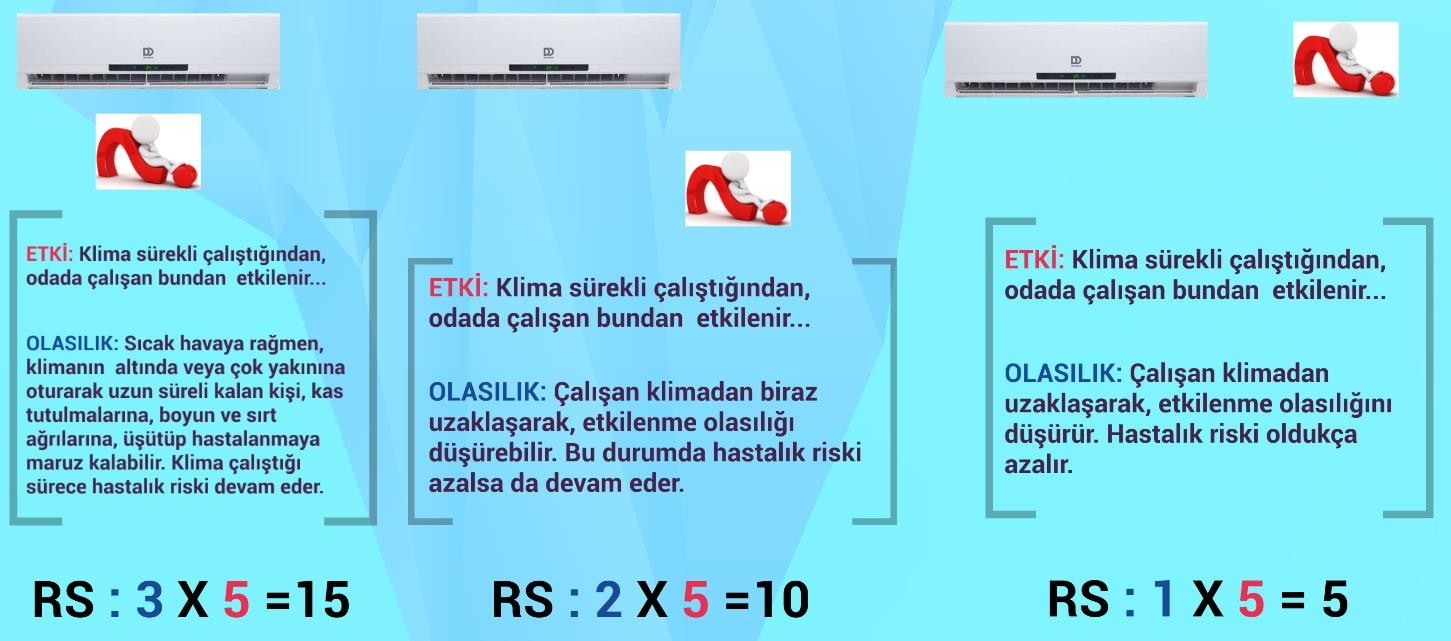 ETKİ: Klima sürekli çalıştığından,
odada çalışan bundan  etkilenir...
OLASILIK: Sıcak havaya rağmen,
klimanın  altında veya çok yakınına
oturarak uzun süreli kalan kişi, kas
tutulmalarına, boyun ve sırt
ağrılarına, üşütüp hastalanmaya
maruz kalabilir. Klima çalıştığı
sürece hastalık riski devam eder.
RS : 3 X 5 =15
ETKİ: Klima sürekli çalıştığından,
odada çalışan bundan  etkilenir...
OLASILIK: Çalışan klimadan biraz
uzaklaşarak, etkilenme olasılığı
düşürebilir. Bu durumda hastalık riski
azalsa da devam eder.
RS : 2 X 5 =10
ETKİ: Klima sürekli çalıştığından,
odada çalışan bundan  etkilenir...
OLASILIK: Çalışan klimadan
uzaklaşarak, etkilenme olasılığını
düşürür. Hastalık riski oldukça
azalır.
RS : 1 X 5 = 5